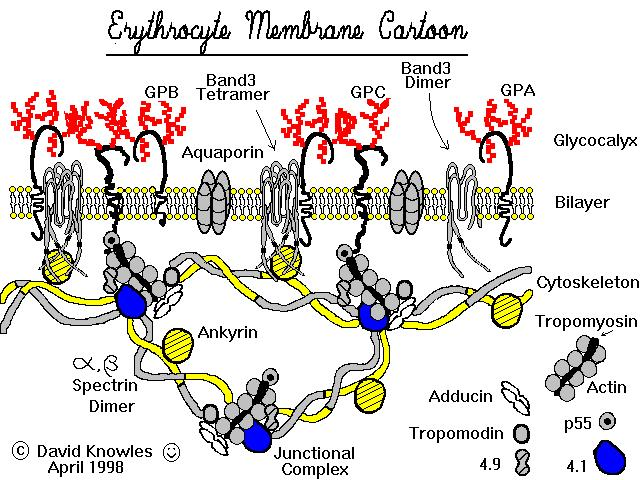 Erythrocyte Membrane Cartoon
GPB
Band3
Tetramer
GPC
Band3
Dimer
GPA
Glycocalyx
Aquaporin
Bilayer
Cytoskeleton
Ankyrin
Tropomyosin
α,β
Spectrin
Dimer
Actin
Adducin
p55
Tropomodin
4.9
4.1
© David Knowles
April 1998
Junctional
Complex